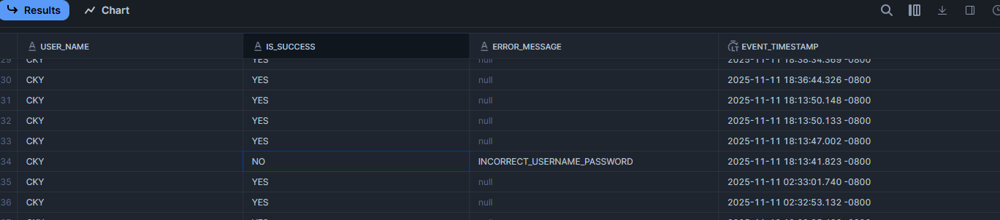 Results Chart
USER_NAME IS_SUCCESS ERROR_MESSAGE EVENT_TIMESTAMP
29 CKY YES null 2025-11-11 18:38:34.369 -0800
30 CKY YES null 2025-11-11 18:36:44.326 -0800
31 CKY YES null 2025-11-11 18:13:50.148 -0800
32 CKY YES null 2025-11-11 18:13:50.133 -0800
33 CKY YES null 2025-11-11 18:13:47.002 -0800
34 CKY NO INCORRECT_USERNAME_PASSWORD 2025-11-11 18:13:41.823 -0800
35 CKY YES null 2025-11-11 02:33:01.740 -0800
36 CKY YES null 2025-11-11 02:32:53.132 -0800